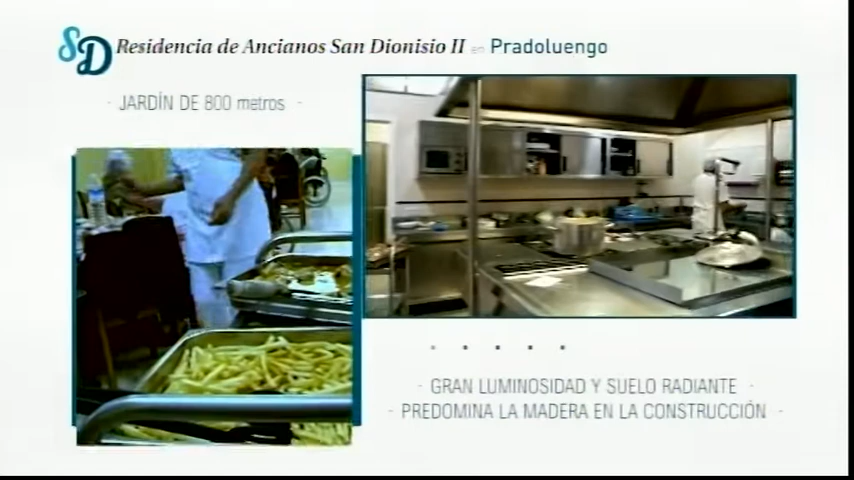 SD Residencia de Ancianos San Dionisio II en Pradoluengo
- JARDÍN DE 800 metros -
- GRAN LUMINOSIDAD Y SUELO RADIANTE -
- PREDOMINA LA MADERA EN LA CONSTRUCCIÓN -